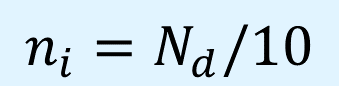 nᵢ = N_d/10